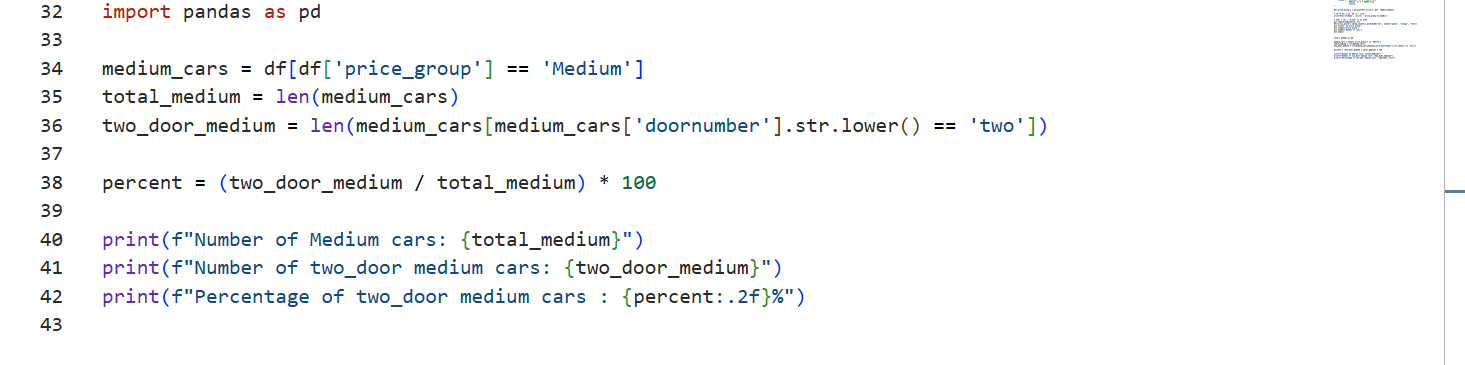 32 import pandas as pd
33
34 medium_cars = df[df['price_group'] == 'Medium']
35 total_medium = len(medium_cars)
36 two_door_medium = len(medium_cars[medium_cars['doornumber'].str.lower() == 'two'])
37
38 percent = (two_door_medium / total_medium) * 100
39
40 print(f"Number of Medium cars: {total_medium}")
41 print(f"Number of two_door medium cars: {two_door_medium}")
42 print(f"Percentage of two_door medium cars : {percent:.2f}%")
43